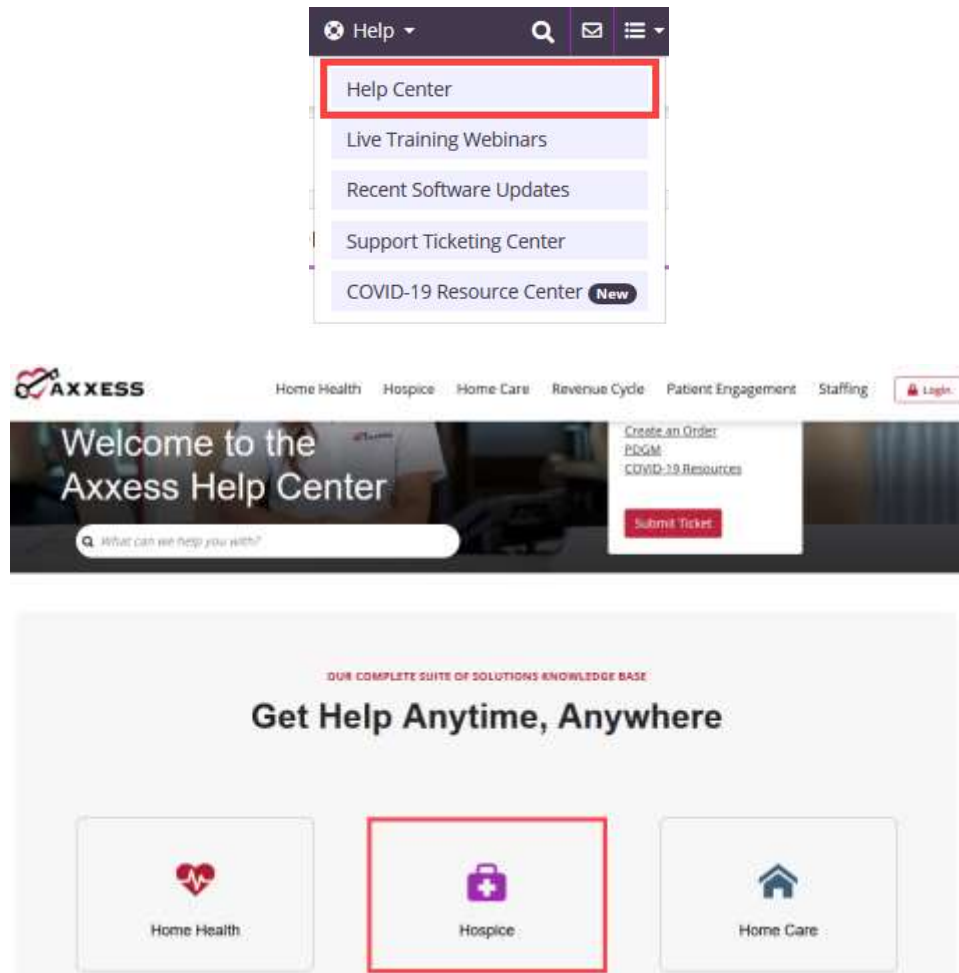 Help
Help Center
Live Training Webinars
Recent Software Updates
Support Ticketing Center
COVID-19 Resource Center New
AXXESS Home Health Hospice Home Care Revenue Cycle Patient Engagement Staffing Login
Welcome to the
Axxess Help Center
What can we help you with?
Create an Order
PDGM
COVID-19 Resources
Submit Ticket
OUR COMPLETE SUITE OF SOLUTIONS KNOWLEDGE BASE
Get Help Anytime, Anywhere
Home Health Hospice Home Care